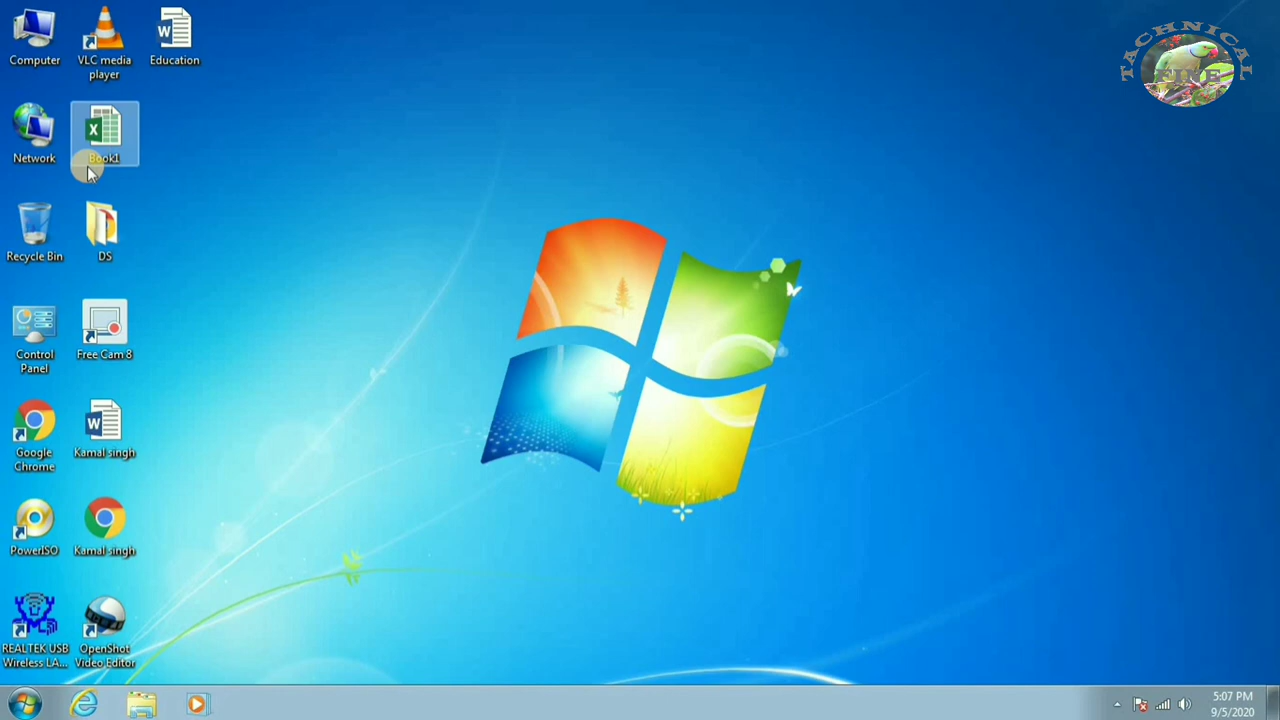 TACHNICAL
FINE
Computer
VLC media
player
Education
Network
Book1
Recycle Bin
DS
Control
Panel
Free Cam 8
Google
Chrome
Kamal singh
PowerISO
Kamal singh
REALTEK USB
Wireless LA...
OpenShot
Video Editor
5:07 PM
9/5/2020